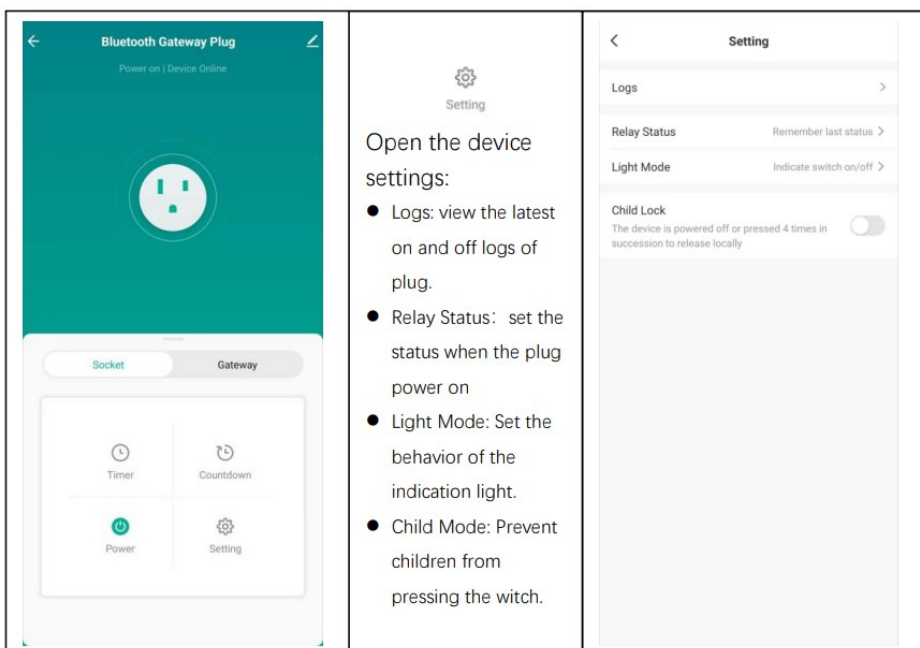 Bluetooth Gateway Plug
Power on | Device Online
Socket
Gateway
Timer
Countdown
Power
Setting
Setting
Open the device
settings:
● Logs: view the latest
on and off logs of
plug.
● Relay Status: set the
status when the plug
power on
● Light Mode: Set the
behavior of the
indication light.
● Child Mode: Prevent
children from
pressing the witch.
Setting
Logs
Relay Status
Remember last status
Light Mode
Indicate switch on/off
Child Lock
The device is powered off or pressed 4 times in
succession to release locally